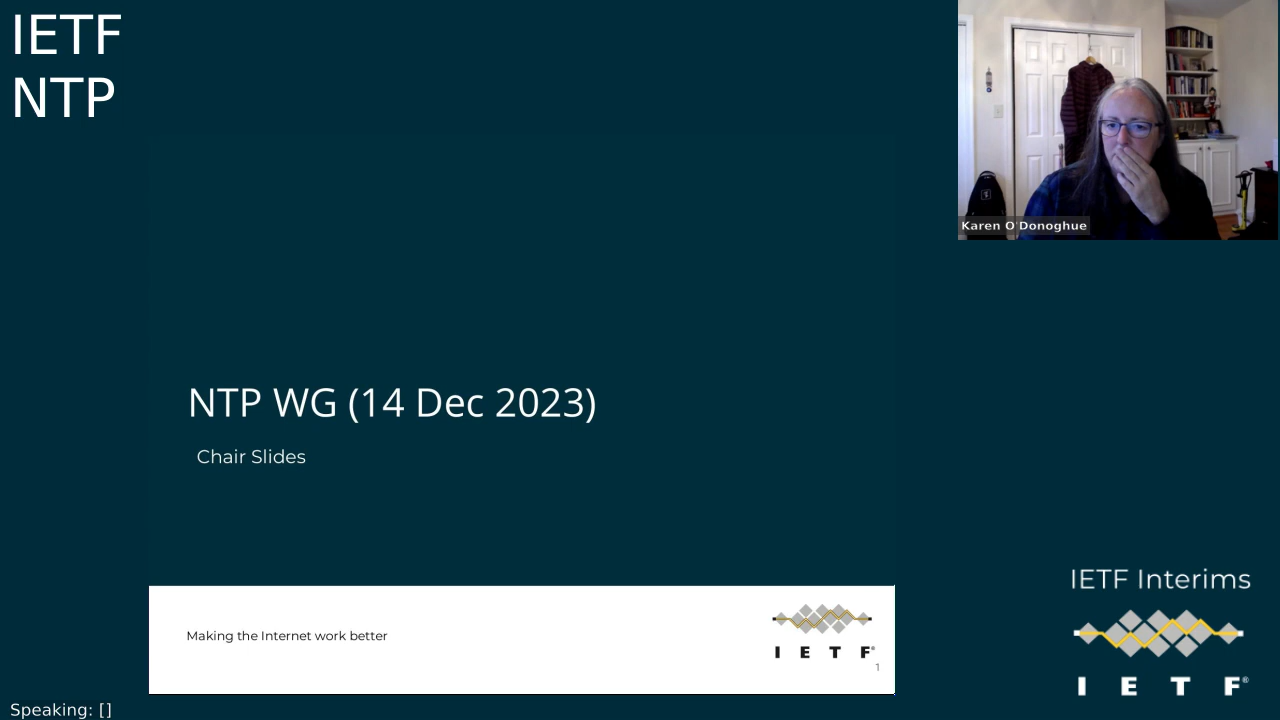 IETF
NTP
Karen O'Donoghue
NTP WG (14 Dec 2023)
Chair Slides
IETF Interims
Making the Internet work better
I E T F®
1
I E T F®
Speaking: []